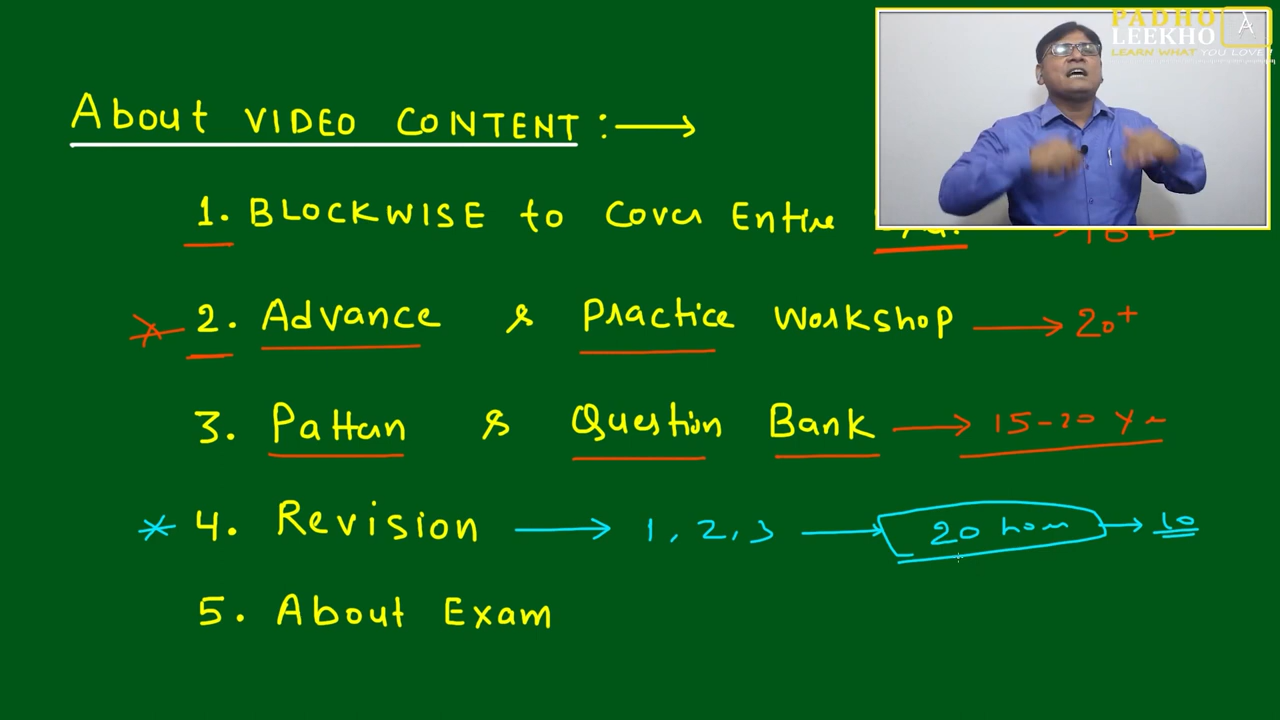 PADHO
LEEKHO
LEARN WHAT YOU LOVE !
About VIDEO CONTENT :→
1. BLOCKWISE to Cover Entire
2. Advance & Practice Workshop → 20+
3. Pattern & Question Bank → 15-20 Yr
4. Revision → 1, 2, 3 → 20 hour → 10
5. About Exam